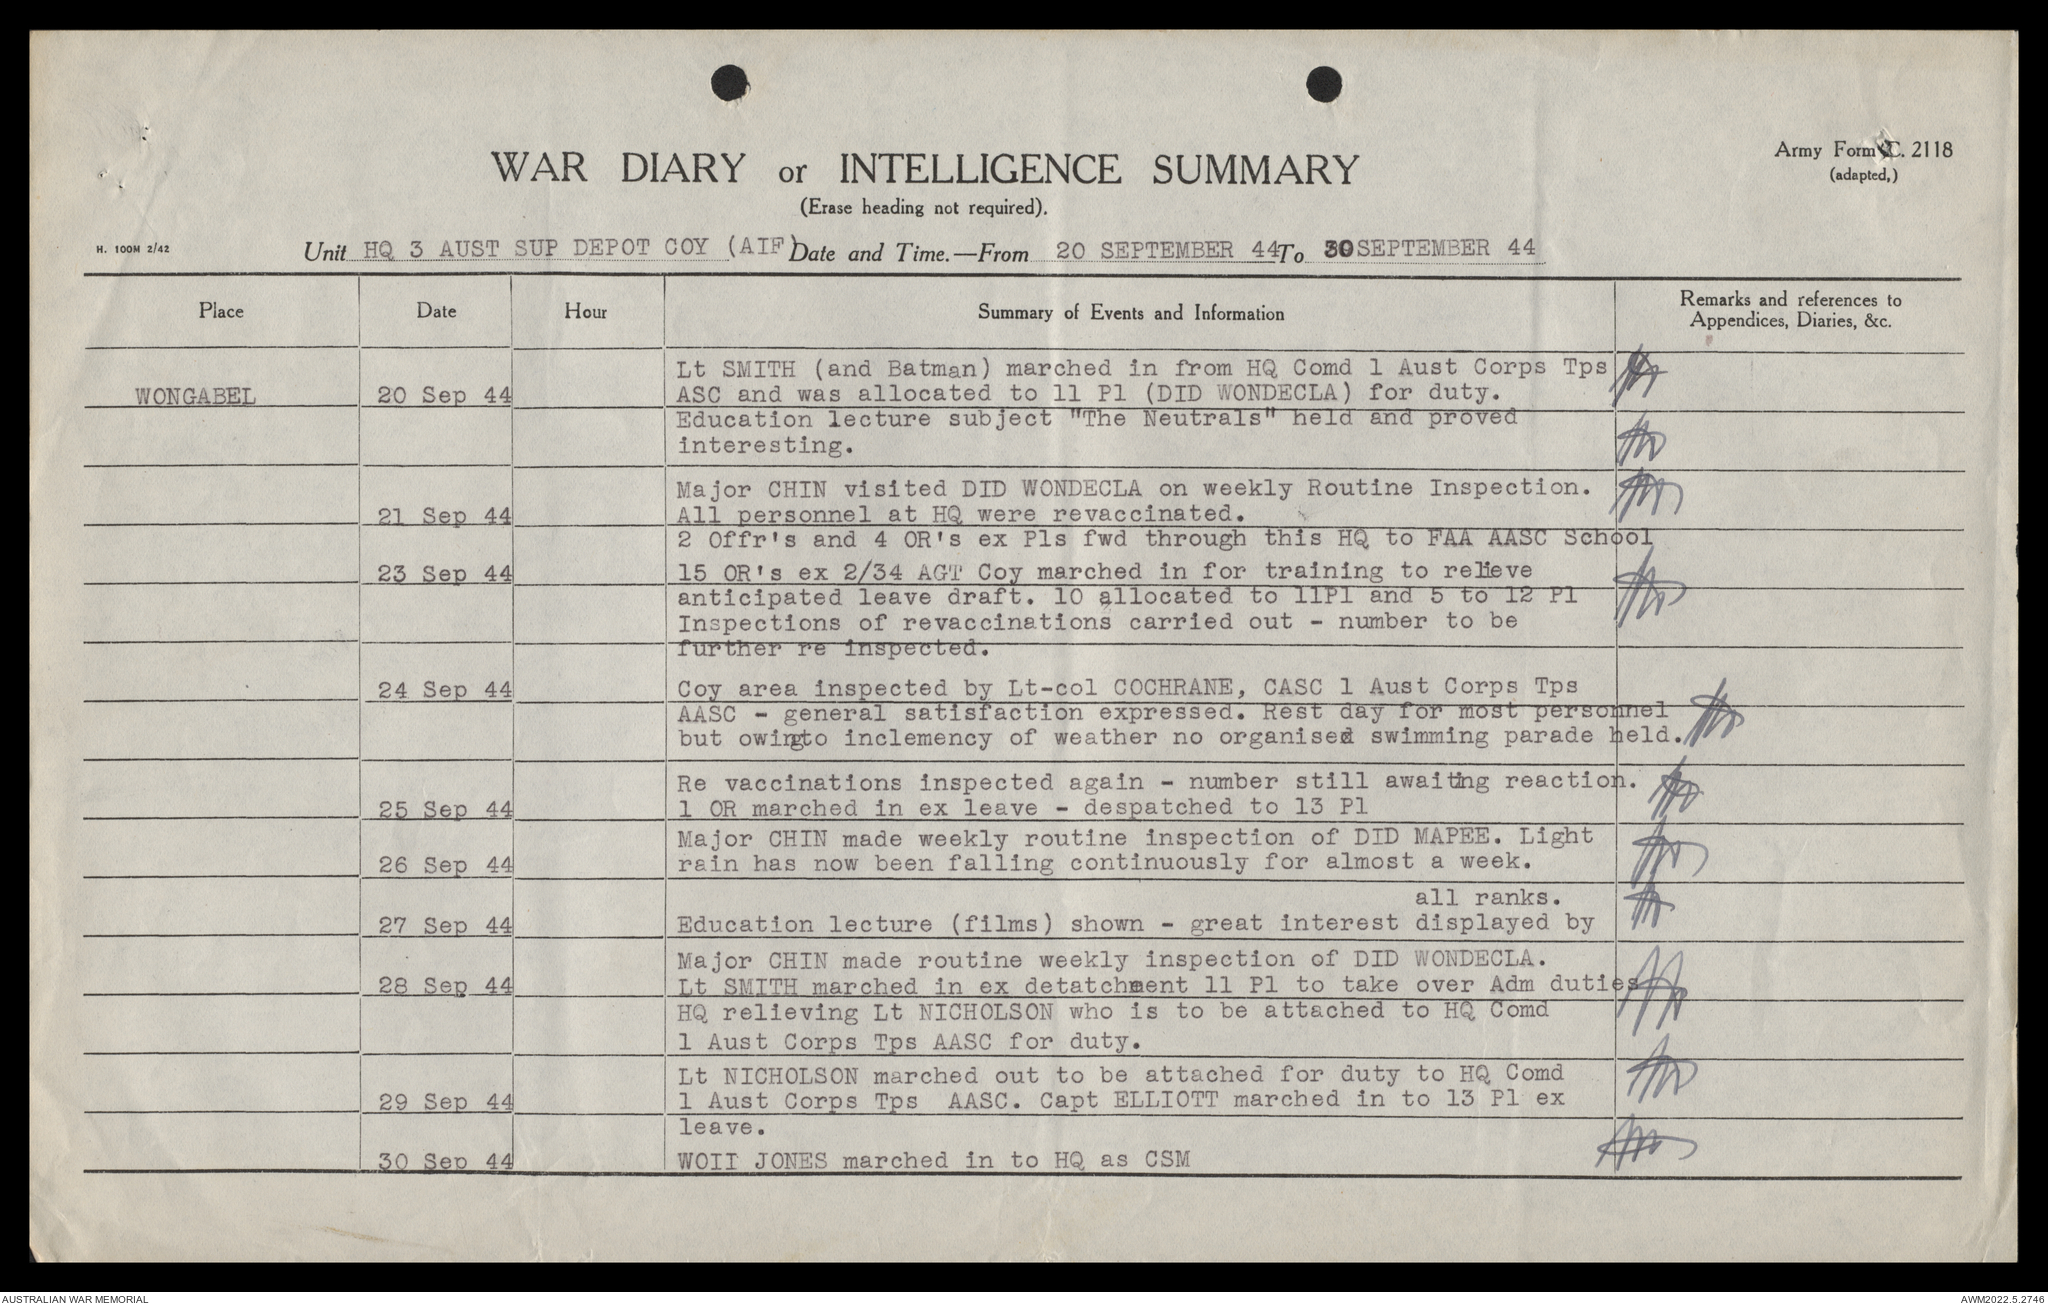 Army Form C. 2118
(adapted,)
WAR DIARY or INTELLIGENCE SUMMARY
(Erase heading not required).
H. 100M 2/42
Unit HQ 3 AUST SUP DEPOT COY (AIF) Date and Time.—From 20 SEPTEMBER 44 To 30 SEPTEMBER 44
Place Date Hour Summary of Events and Information Remarks and references to
Appendices, Diaries, &c.
Lt SMITH (and Batman) marched in from HQ Comd 1 Aust Corps Tps
WONGABEL 20 Sep 44 ASC and was allocated to 11 Pl (DID WONDECLA) for duty.
Education lecture subject "The Neutrals" held and proved
interesting.
Major CHIN visited DID WONDECLA on weekly Routine Inspection.
21 Sep 44 All personnel at HQ were revaccinated.
2 Offr's and 4 OR's ex Pls fwd through this HQ to FAA AASC School
23 Sep 44 15 OR's ex 2/34 AGT Coy marched in for training to relieve
anticipated leave draft. 10 allocated to 11Pl and 5 to 12 Pl
Inspections of revaccinations carried out - number to be
further re inspected.
24 Sep 44 Coy area inspected by Lt-col COCHRANE, CASC 1 Aust Corps Tps
AASC - general satisfaction expressed. Rest day for most personnel
but owingto inclemency of weather no organised swimming parade held.
Re vaccinations inspected again - number still awaiting reaction.
25 Sep 44 1 OR marched in ex leave - despatched to 13 Pl
Major CHIN made weekly routine inspection of DID MAPEE. Light
26 Sep 44 rain has now been falling continuously for almost a week.
all ranks.
27 Sep 44 Education lecture (films) shown - great interest displayed by
Major CHIN made routine weekly inspection of DID WONDECLA.
28 Sep 44 Lt SMITH marched in ex detatchment 11 Pl to take over Adm duties
HQ relieving Lt NICHOLSON who is to be attached to HQ Comd
1 Aust Corps Tps AASC for duty.
Lt NICHOLSON marched out to be attached for duty to HQ Comd
29 Sep 44 1 Aust Corps Tps AASC. Capt ELLIOTT marched in to 13 Pl ex
leave.
30 Sep 44 WOII JONES marched in to HQ as CSM
AUSTRALIAN WAR MEMORIAL
AWM2022.5.2746